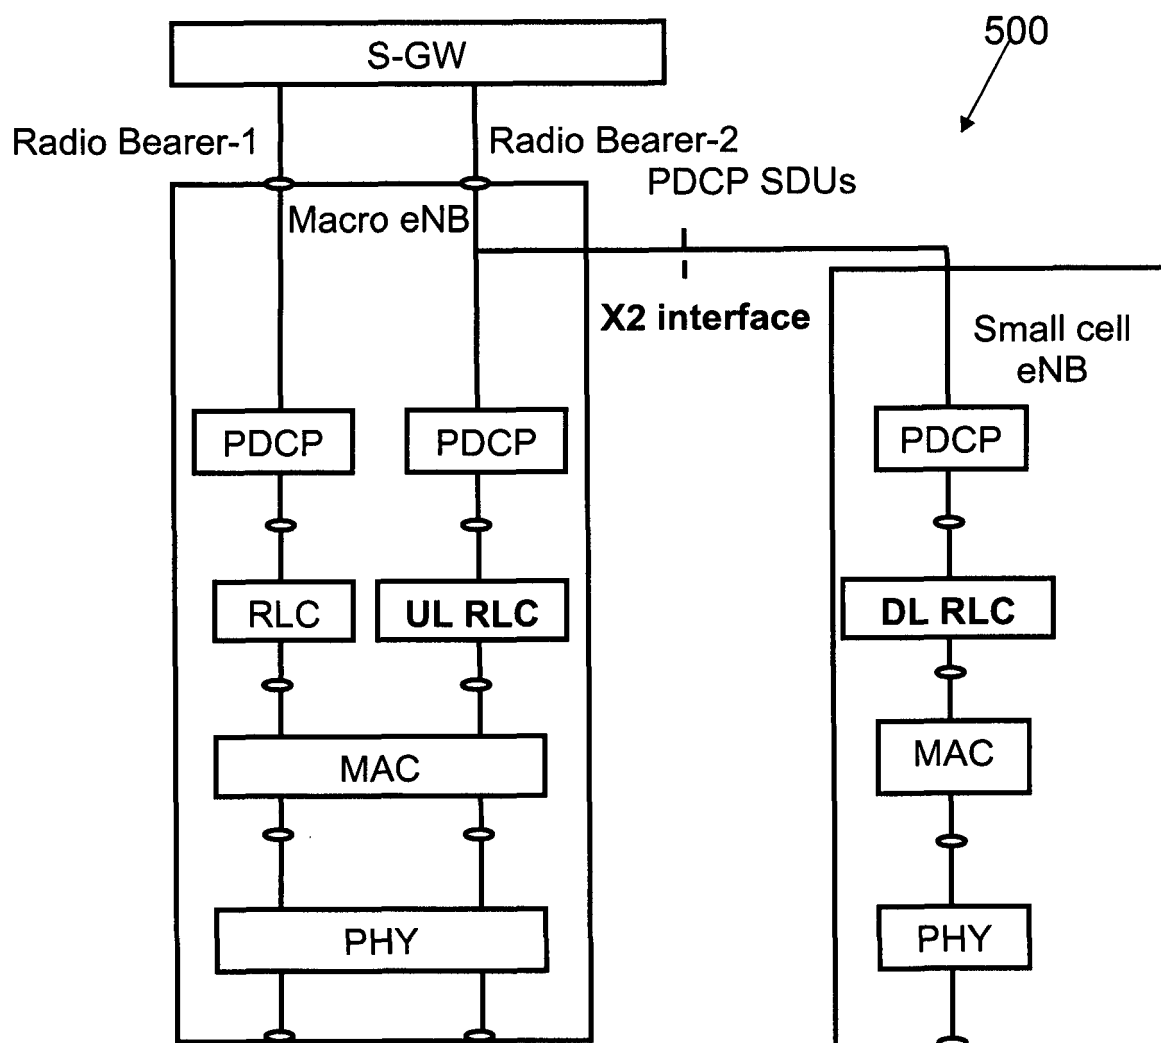 500
S-GW
Radio Bearer-1
Radio Bearer-2
PDCP SDUs
Macro eNB
X2 interface
Small cell
eNB
PDCP
PDCP
PDCP
RLC
UL RLC
DL RLC
MAC
MAC
PHY
PHY